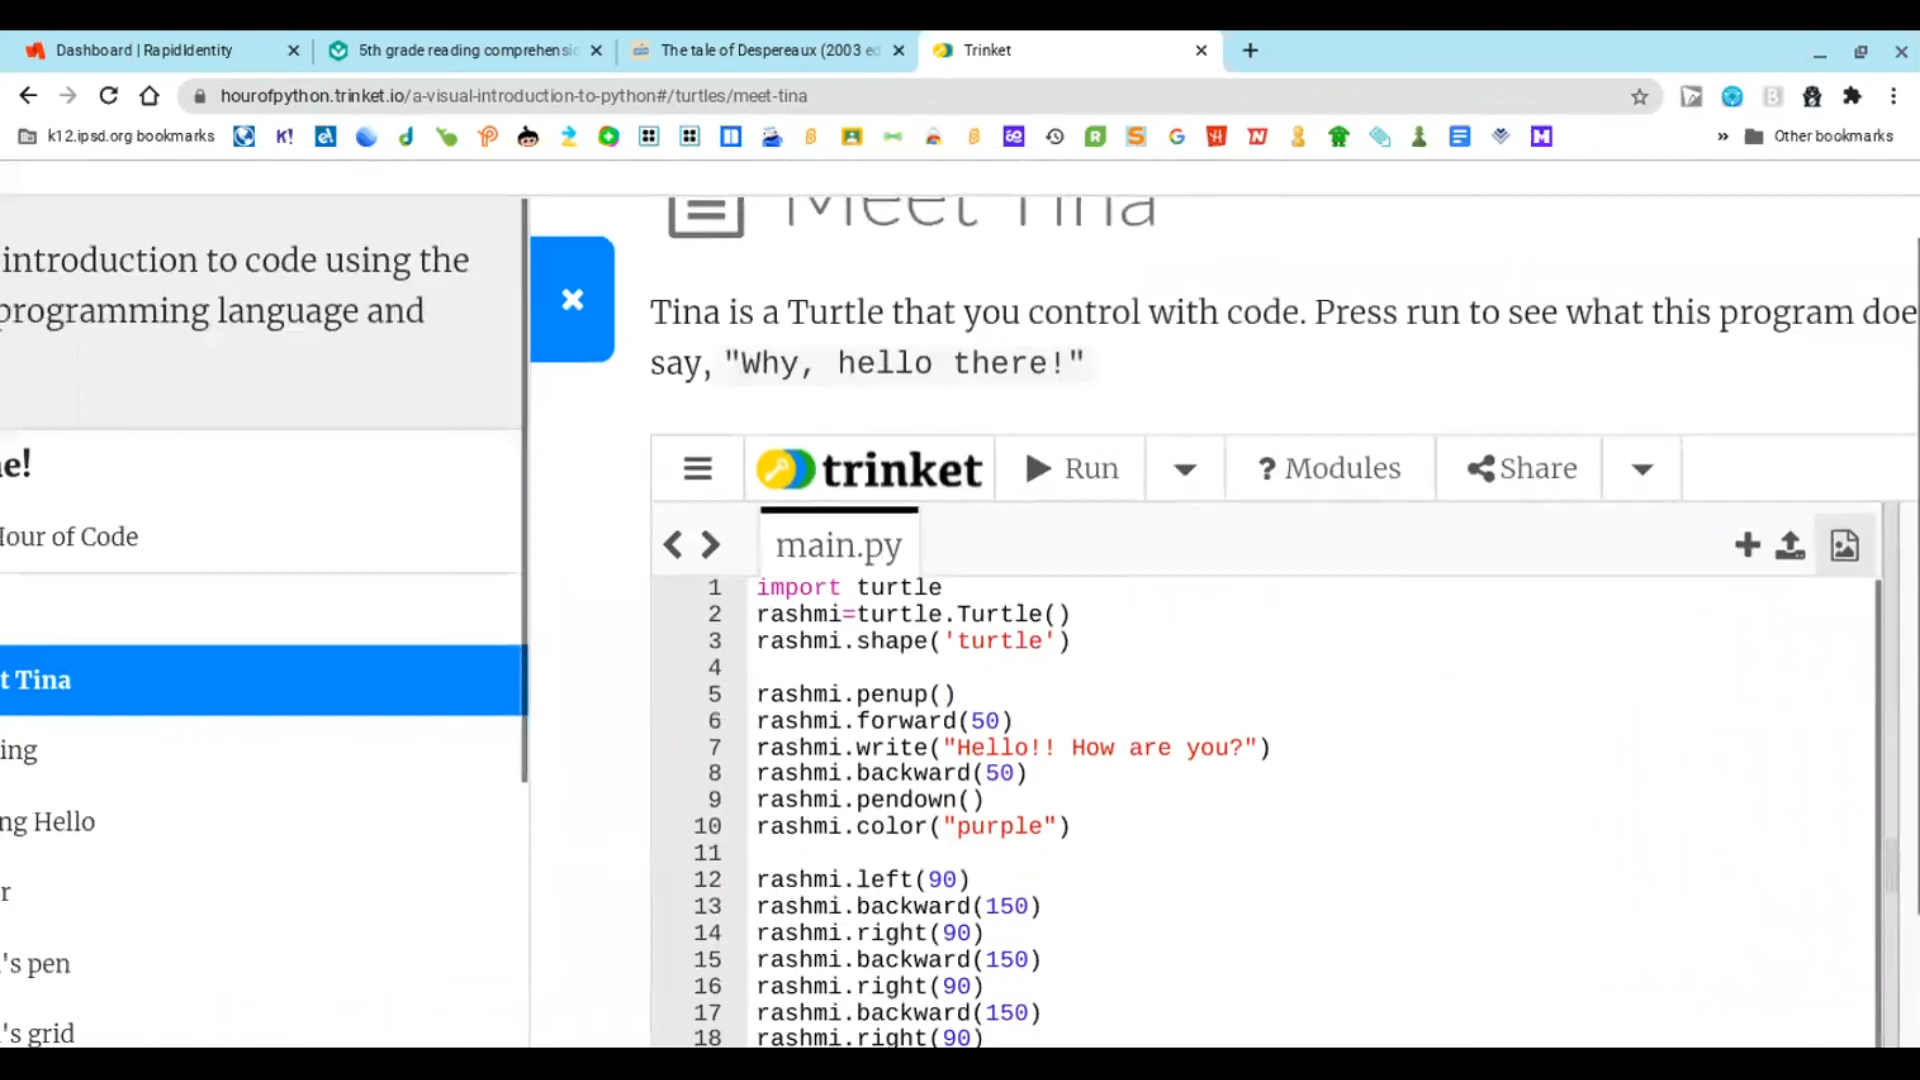 Dashboard | RapidIdentity
5th grade reading comprehensio
The tale of Despereaux (2003 ed
Trinket
hourofpython.trinket.io/a-visual-introduction-to-python#/turtles/meet-tina
k12.ipsd.org bookmarks
Other bookmarks
introduction to code using the
programming language and
e!
Hour of Code
t Tina
ing
ng Hello
r
's pen
's grid
Meet Tina
Tina is a Turtle that you control with code. Press run to see what this program doe
say, "Why, hello there!"
trinket
Run
? Modules
Share
main.py
1 import turtle
2 rashmi=turtle.Turtle()
3 rashmi.shape('turtle')
4
5 rashmi.penup()
6 rashmi.forward(50)
7 rashmi.write("Hello!! How are you?")
8 rashmi.backward(50)
9 rashmi.pendown()
10 rashmi.color("purple")
11
12 rashmi.left(90)
13 rashmi.backward(150)
14 rashmi.right(90)
15 rashmi.backward(150)
16 rashmi.right(90)
17 rashmi.backward(150)
18 rashmi.right(90)